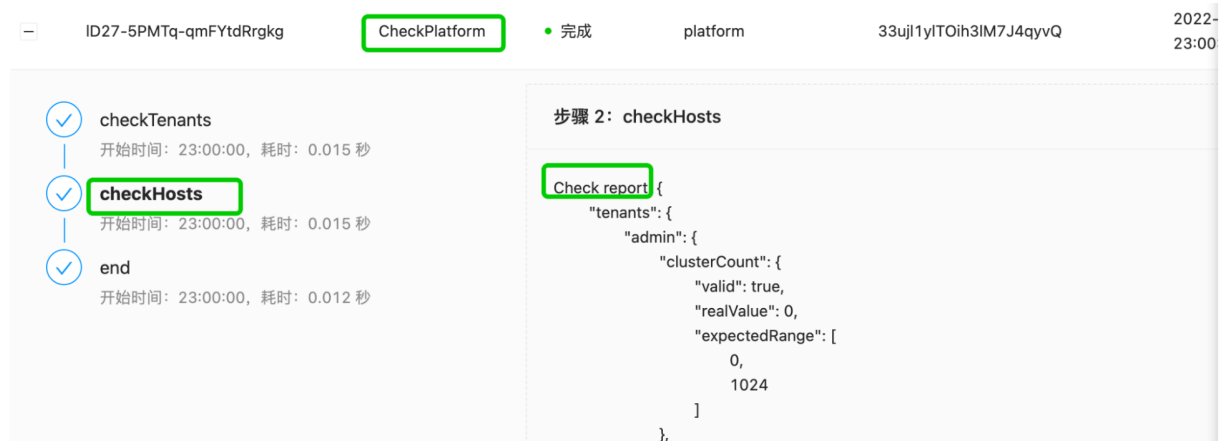 lD27-5PMTq-qmFYtdRrgkg CheckPlatform 完成 platform 33ujl1ylTOih3lM7J4qyvQ 2022-
23:00:
checkTenants
开始时间：23:00:00，耗时：0.015 秒
checkHosts
开始时间：23:00:00，耗时：0.015 秒
end
开始时间：23:00:00，耗时：0.012 秒
步骤 2：checkHosts
Check report {
"tenants": {
"admin": {
"clusterCount": {
"valid": true,
"realValue": 0,
"expectedRange": [
0,
1024
]
},